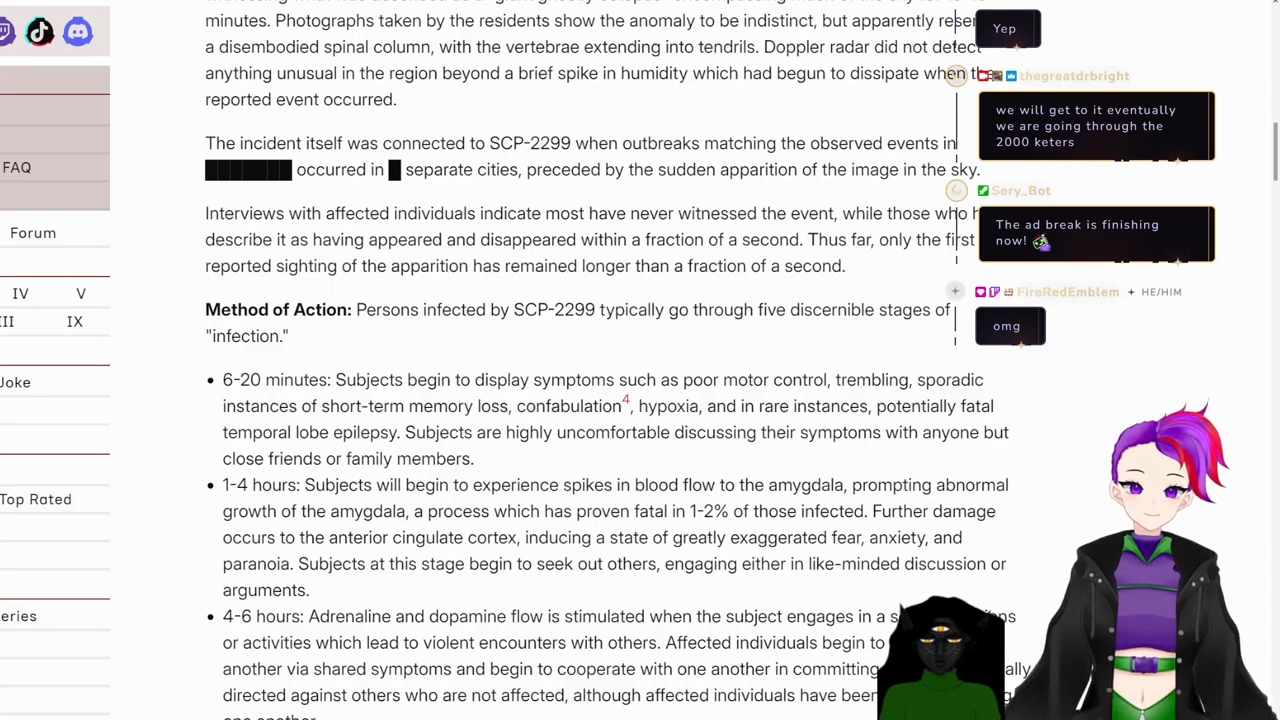 minutes. Photographs taken by the residents show the anomaly to be indistinct, but apparently
a disembodied spinal column, with the vertebrae extending into tendrils. Doppler radar did not detect
anything unusual in the region beyond a brief spike in humidity which had begun to dissipate when
reported event occurred.
The incident itself was connected to SCP-2299 when outbreaks matching the observed events in
occurred in separate cities, preceded by the sudden apparition of the image in the sky.
Interviews with affected individuals indicate most have never witnessed the event, while those who
describe it as having appeared and disappeared within a fraction of a second. Thus far, only the first
reported sighting of the apparition has remained longer than a fraction of a second.
Method of Action: Persons infected by SCP-2299 typically go through five discernible stages of
"infection."
• 6-20 minutes: Subjects begin to display symptoms such as poor motor control, trembling, sporadic
instances of short-term memory loss, confabulation4, hypoxia, and in rare instances, potentially fatal
temporal lobe epilepsy. Subjects are highly uncomfortable discussing their symptoms with anyone but
close friends or family members.
• 1-4 hours: Subjects will begin to experience spikes in blood flow to the amygdala, prompting abnormal
growth of the amygdala, a process which has proven fatal in 1-2% of those infected. Further damage
occurs to the anterior cingulate cortex, inducing a state of greatly exaggerated fear, anxiety, and
paranoia. Subjects at this stage begin to seek out others, engaging either in like-minded discussion or
arguments.
• 4-6 hours: Adrenaline and dopamine flow is stimulated when the subject engages in a
or activities which lead to violent encounters with others. Affected individuals begin to
another via shared symptoms and begin to cooperate with one another in committing
directed against others who are not affected, although affected individuals have been
FAQ
Forum
IV V
III IX
Joke
Top Rated
Yep
thegreatdrbright
we will get to it eventually
we are going through the
2000 keters
Sery_Bot
The ad break is finishing
now!
FireRedEmblem + HE/HIM
omg